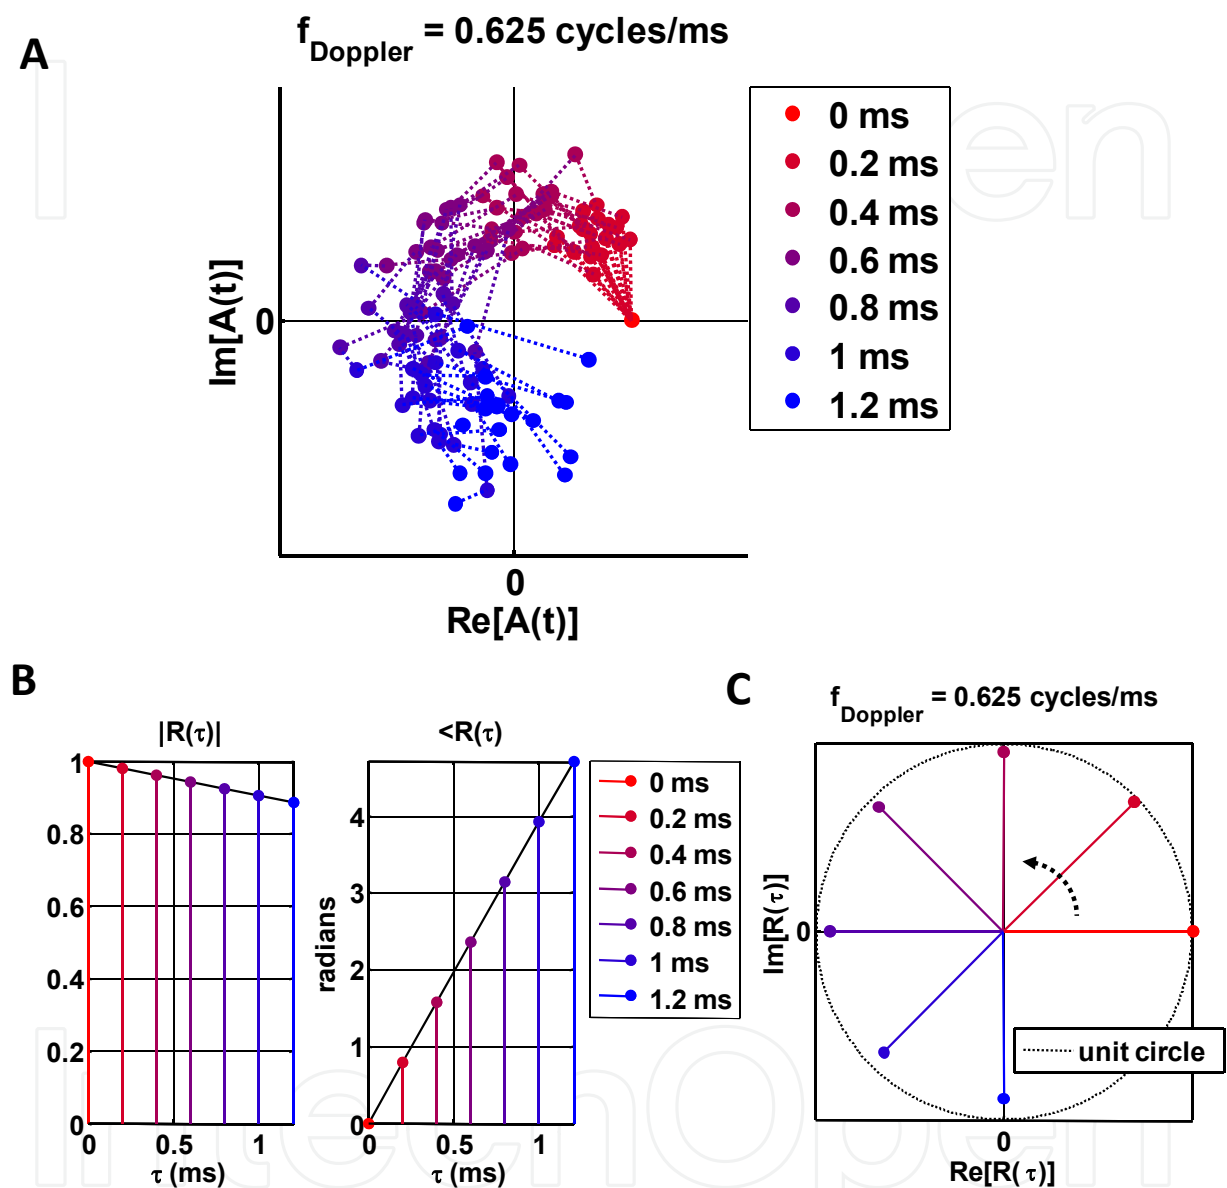 A
f_Doppler = 0.625 cycles/ms
0 ms
0.2 ms
0.4 ms
0.6 ms
0.8 ms
1 ms
1.2 ms
Im[A(t)]
0
0
Re[A(t)]
B
|R(τ)|
1
0.8
0.6
0.4
0.2
0
0 0.5 1
τ (ms)
<R(τ)
radians
4
3
2
1
0
0 0.5 1
τ (ms)
0 ms
0.2 ms
0.4 ms
0.6 ms
0.8 ms
1 ms
1.2 ms
C
f_Doppler = 0.625 cycles/ms
Im[R(τ)]
0
unit circle
0
Re[R(τ)]
IntechOpen